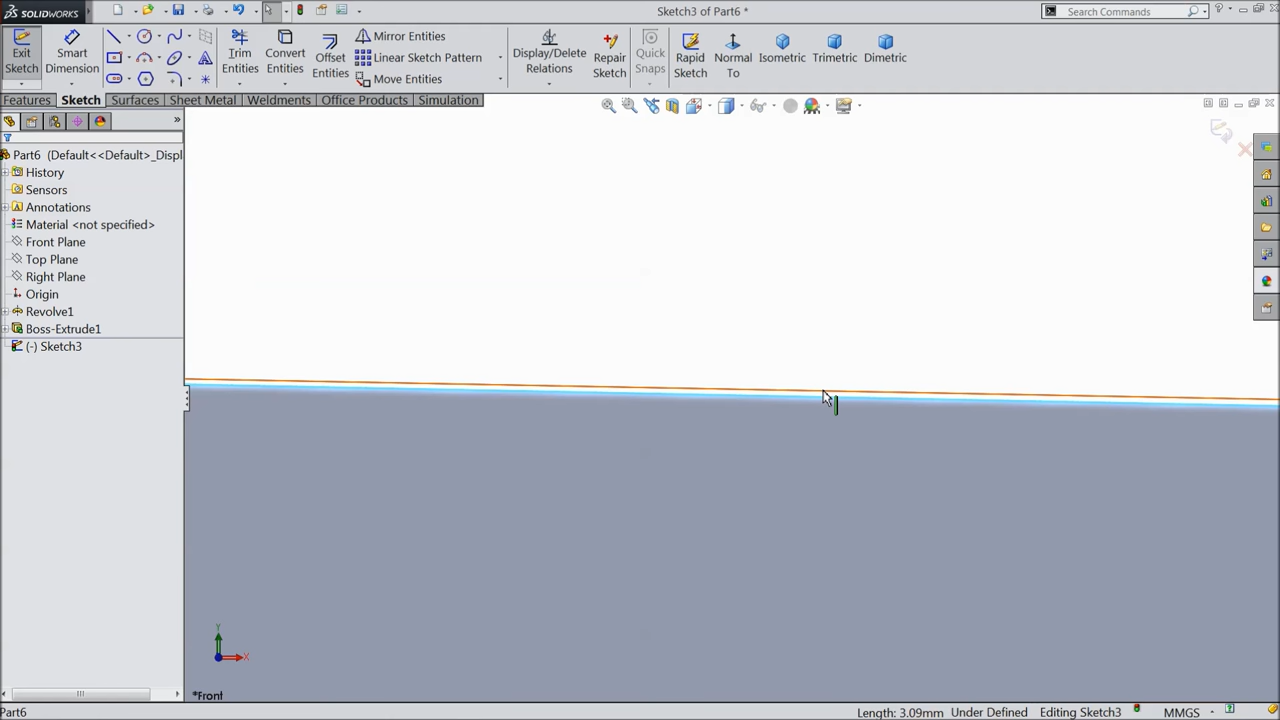 SOLIDWORKS
Sketch3 of Part6 *
Search Commands
Exit Sketch
Smart Dimension
Trim Entities
Convert Entities
Offset Entities
Mirror Entities
Linear Sketch Pattern
Move Entities
Display/Delete Relations
Repair Sketch
Quick Snaps
Rapid Sketch
Normal To
Isometric
Trimetric
Dimetric
Features
Sketch
Surfaces
Sheet Metal
Weldments
Office Products
Simulation
Part6 (Default<<Default>_Displ
History
Sensors
Annotations
Material <not specified>
Front Plane
Top Plane
Right Plane
Origin
Revolve1
Boss-Extrude1
(-) Sketch3
Y
X
*Front
Part6
Length: 3.09mm
Under Defined
Editing Sketch3
MMGS